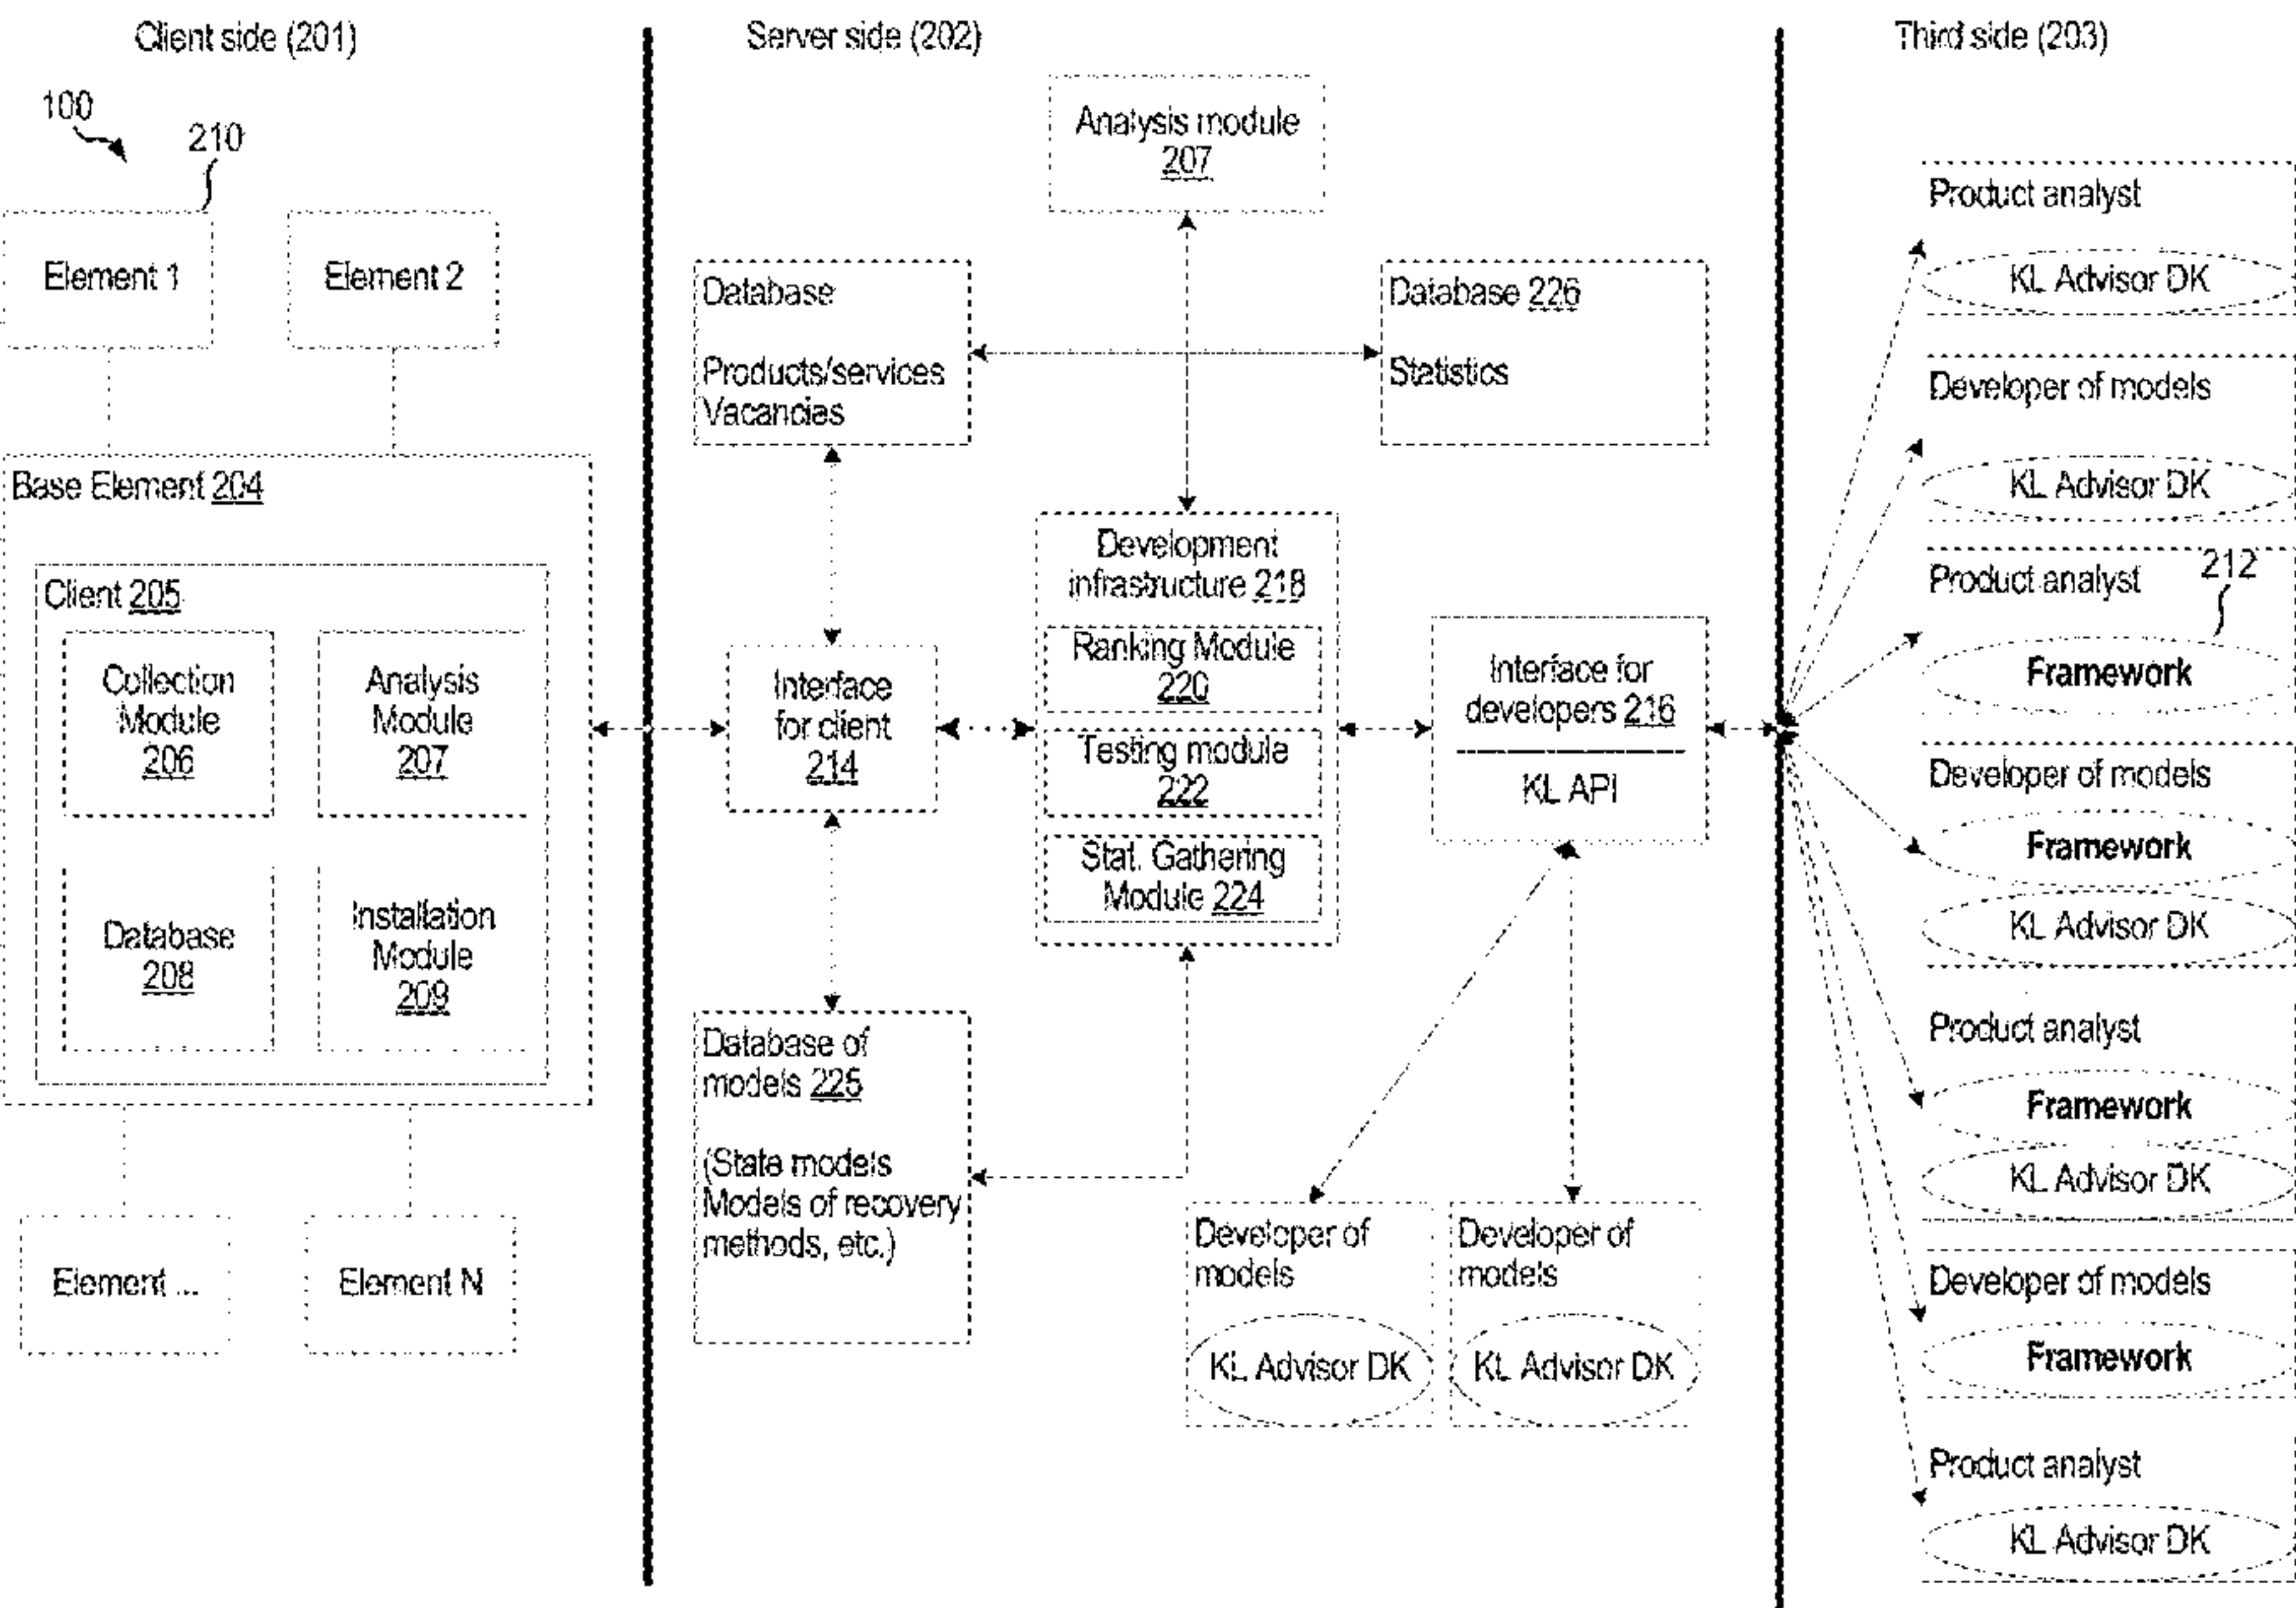 Client side (201)
100
210
Element 1
Element 2
Base Element 204
Client 205
Collection
Module
206
Analysis
Module
207
Database
208
Installation
Module
209
Element ...
Element N
Server side (202)
Analysis module
207
Database
Products/services
Vacancies
Database 226
Statistics
Development
infrastructure 218
Ranking Module
220
Testing module
222
Stat. Gathering
Module 224
Interface
for client
214
Interface for
developers 216
KL API
Database of
models 225
(State models
Models of recovery
methods, etc.)
Developer of
models
KL Advisor DK
Developer of
models
KL Advisor DK
Third side (203)
Product analyst
KL Advisor DK
Developer of models
KL Advisor DK
Product analyst
212
Framework
Developer of models
Framework
KL Advisor DK
Product analyst
Framework
KL Advisor DK
Developer of models
Framework
Product analyst
KL Advisor DK